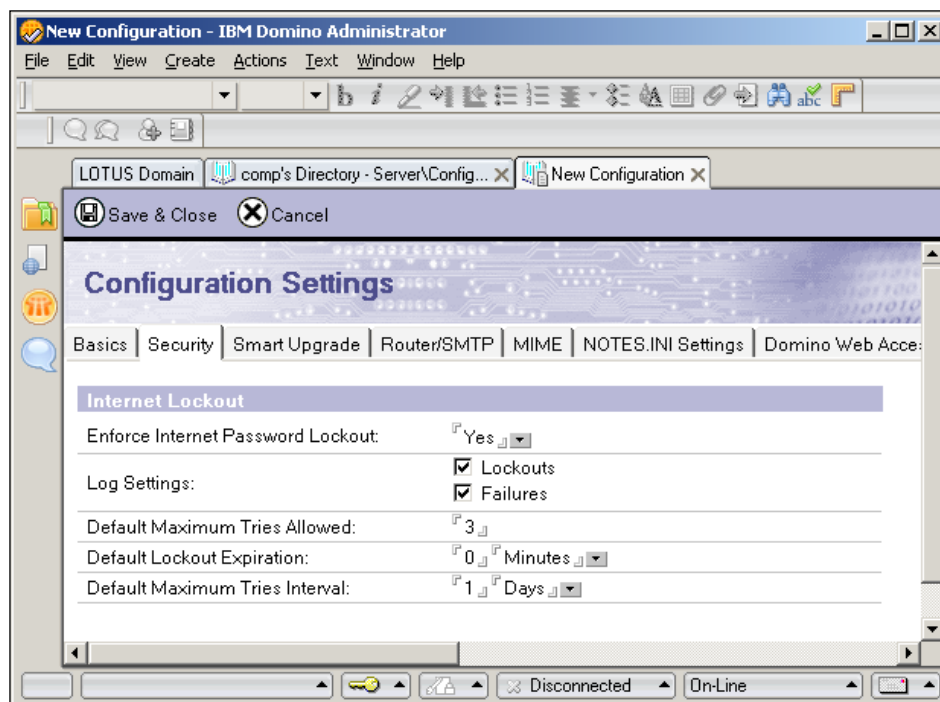 New Configuration - IBM Domino Administrator
File Edit View Create Actions Text Window Help
b i abc
LOTUS Domain comp's Directory - Server\Config... New Configuration
Save & Close Cancel
Configuration Settings
Basics Security Smart Upgrade Router/SMTP MIME NOTES.INI Settings Domino Web Acce
Internet Lockout
Enforce Internet Password Lockout: Yes
Log Settings:
Lockouts
Failures
Default Maximum Tries Allowed: 3
Default Lockout Expiration: 0 Minutes
Default Maximum Tries Interval: 1 Days
Disconnected On-Line